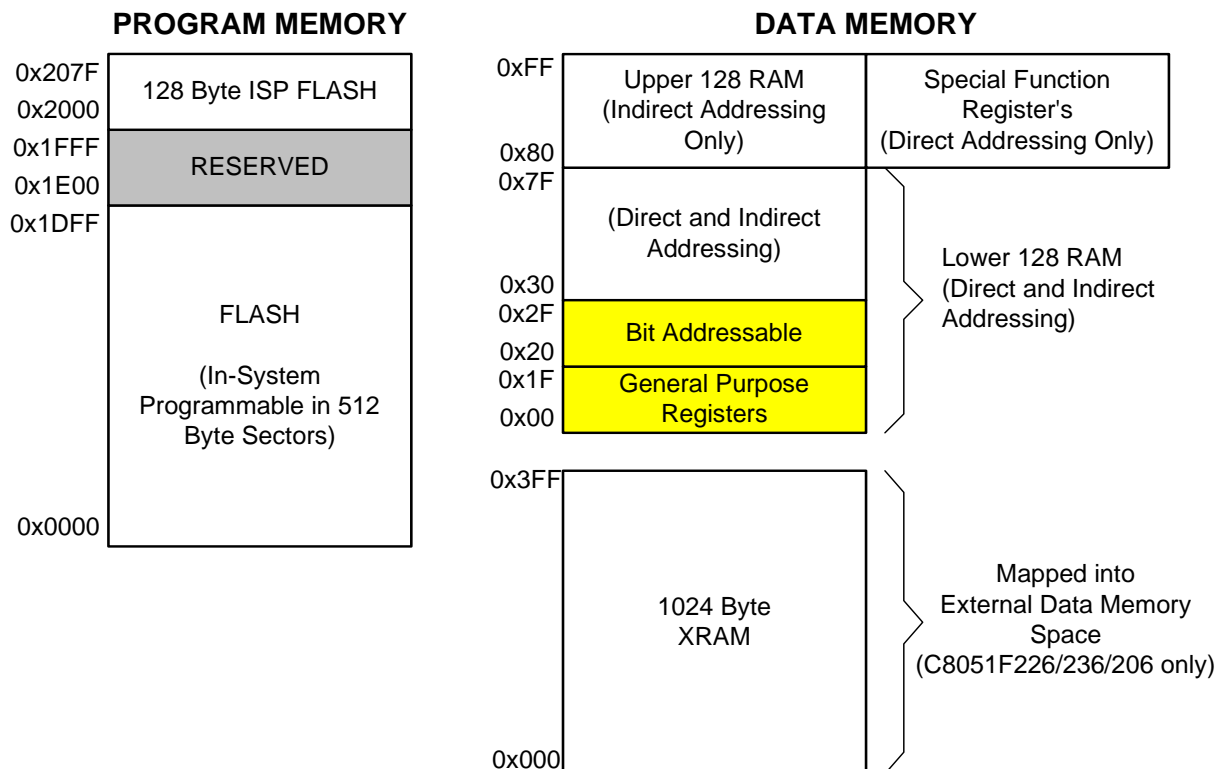 PROGRAM MEMORY
0x207F
128 Byte ISP FLASH
0x2000
0x1FFF
RESERVED
0x1E00
0x1DFF
FLASH
(In-System
Programmable in 512
Byte Sectors)
0x0000
DATA MEMORY
0xFF
Upper 128 RAM
(Indirect Addressing
Only)
0x80
Special Function
Register's
(Direct Addressing Only)
0x7F
(Direct and Indirect
Addressing)
0x30
0x2F
Bit Addressable
0x20
0x1F
General Purpose
Registers
0x00
Lower 128 RAM
(Direct and Indirect
Addressing)
0x3FF
1024 Byte
XRAM
0x000
Mapped into
External Data Memory
Space
(C8051F226/236/206 only)